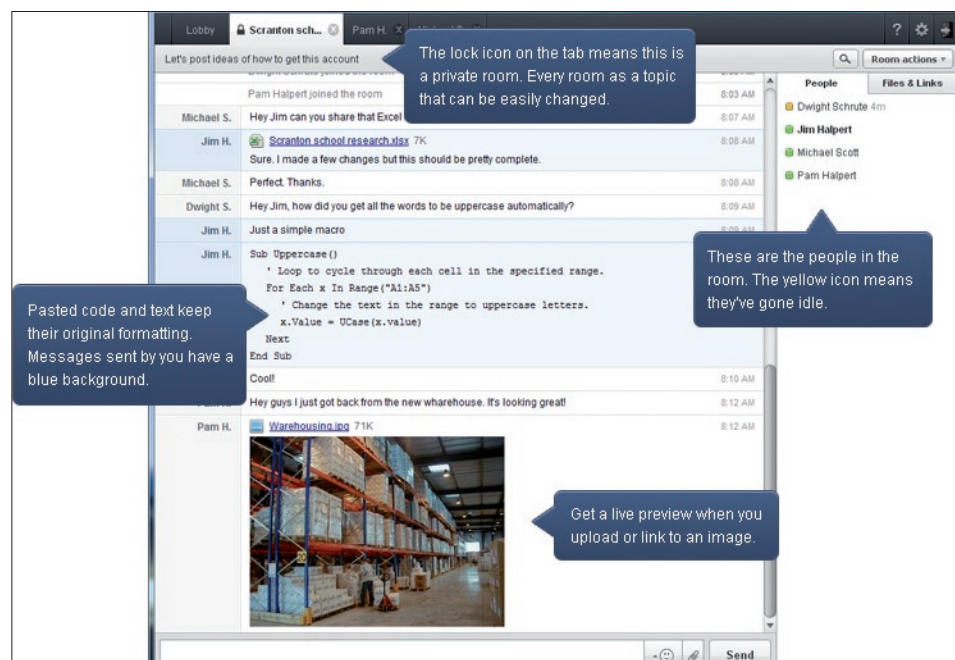 Lobby
Scranton sch...
Pam H.
?
Let's post ideas of how to get this account
Room actions
The lock icon on the tab means this is
a private room. Every room as a topic
that can be easily changed.
People
Files & Links
Pam Halpert joined the room 8:03 AM
Michael S. Hey Jim can you share that Excel 8:07 AM
Jim H. Scranton school research.xlsx 7K 8:08 AM
Sure. I made a few changes but this should be pretty complete.
Michael S. Perfect. Thanks. 8:08 AM
Dwight S. Hey Jim, how did you get all the words to be uppercase automatically? 8:09 AM
Jim H. Just a simple macro 8:09 AM
Jim H. Sub Uppercase()
' Loop to cycle through each cell in the specified range.
For Each x In Range("A1:A5")
' Change the text in the range to uppercase letters.
x.Value = UCase(x.value)
Next
End Sub
Cool! 8:10 AM
Hey guys I just got back from the new wharehouse. It's looking great! 8:12 AM
Pam H. Warehousing.jpg 71K 8:12 AM
Dwight Schrute 4m
Jim Halpert
Michael Scott
Pam Halpert
These are the people in the
room. The yellow icon means
they've gone idle.
Pasted code and text keep
their original formatting.
Messages sent by you have a
blue background.
Get a live preview when you
upload or link to an image.
Send